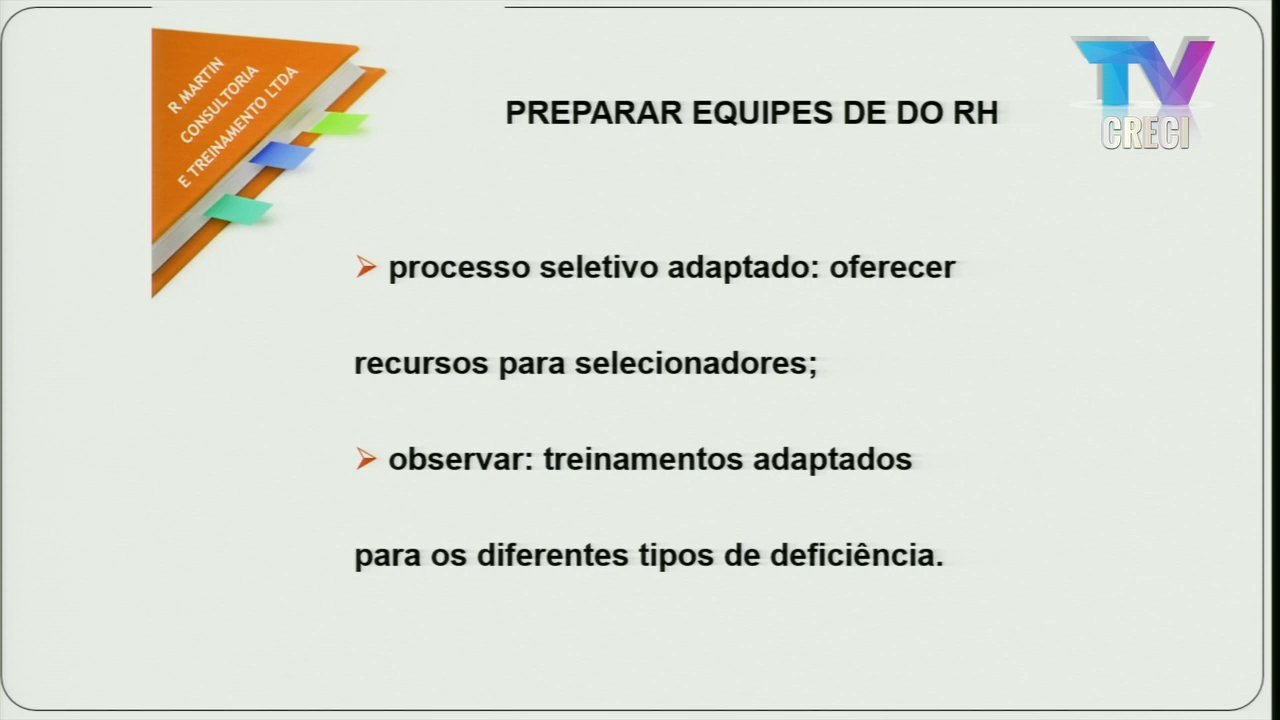 R MARTIN
CONSULTORIA
E TREINAMENTO LTDA
PREPARAR EQUIPES DE DO RH
TV
CRECI
processo seletivo adaptado: oferecer
recursos para selecionadores;
observar: treinamentos adaptados
para os diferentes tipos de deficiência.